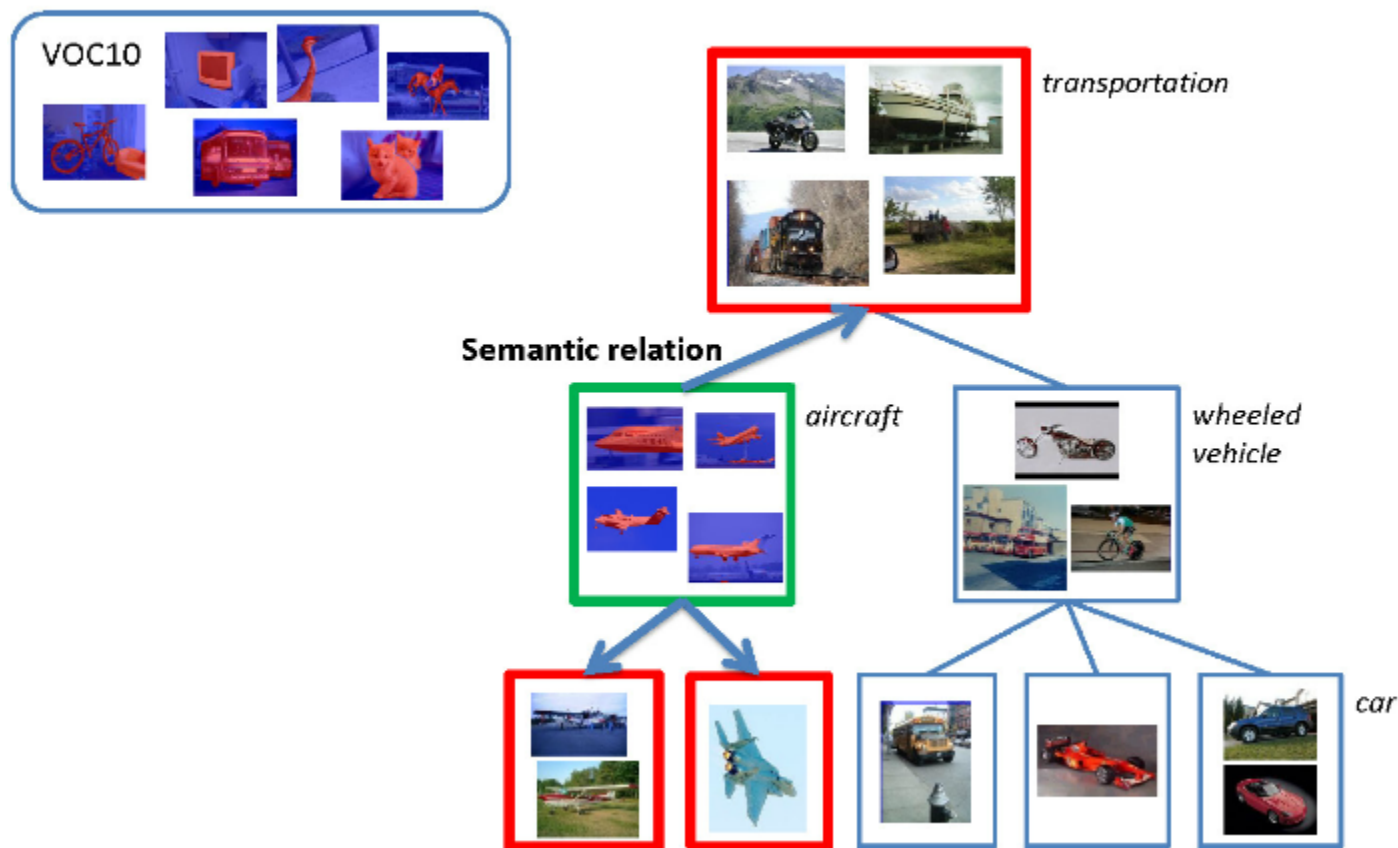 VOC10
transportation
Semantic relation
aircraft
wheeled
vehicle
car